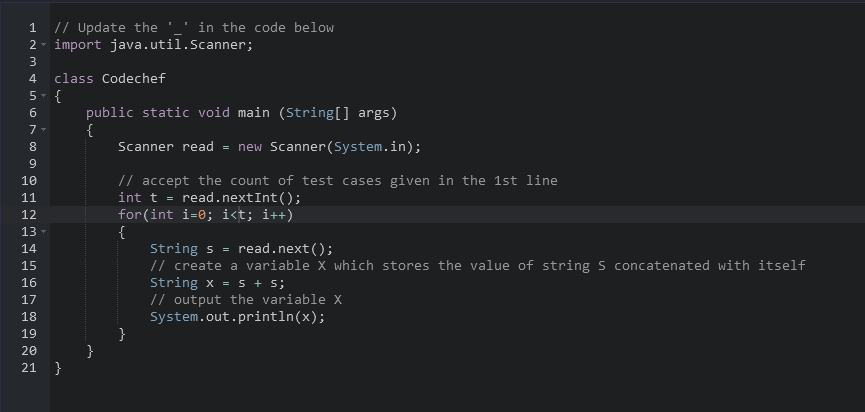 1 // Update the '_' in the code below
2 import java.util.Scanner;
3
4 class Codechef
5 {
6     public static void main (String[] args)
7     {
8         Scanner read = new Scanner(System.in);
9
10         // accept the count of test cases given in the 1st line
11         int t = read.nextInt();
12         for(int i=0; i<t; i++)
13         {
14             String s = read.next();
15             // create a variable X which stores the value of string S concatenated with itself
16             String x = s + s;
17             // output the variable X
18             System.out.println(x);
19         }
20     }
21 }